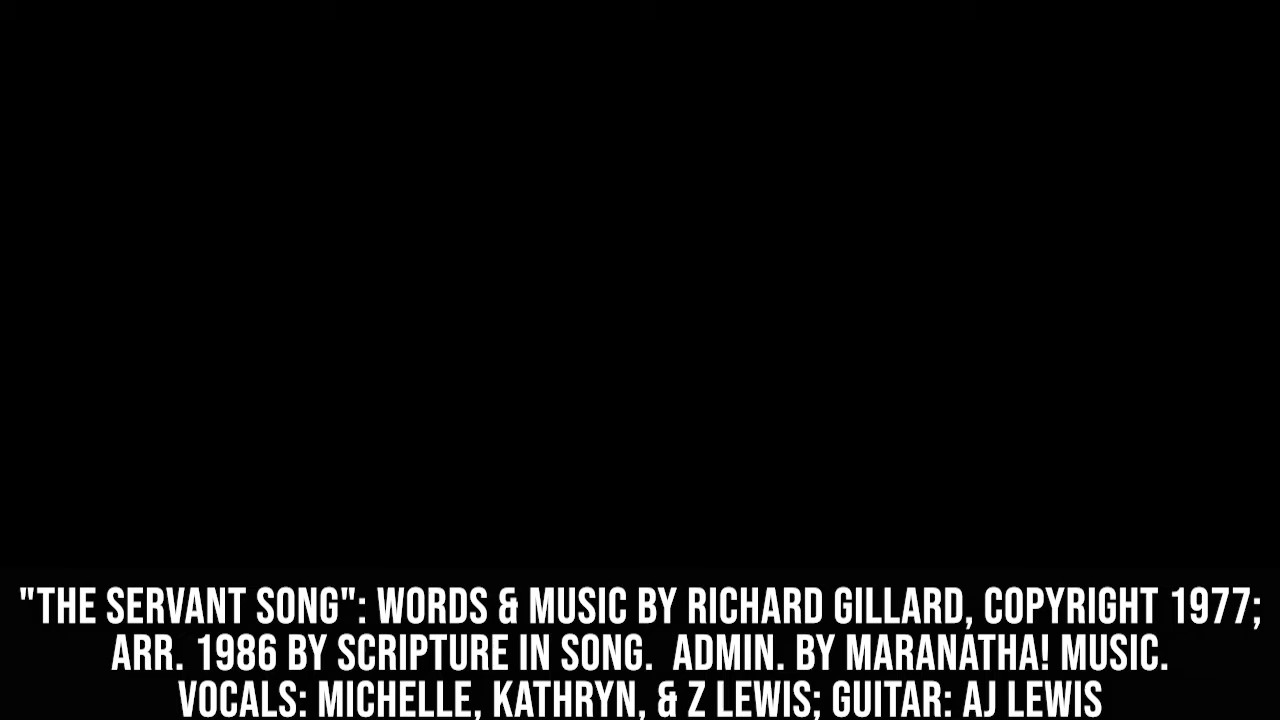 "THE SERVANT SONG": WORDS & MUSIC BY RICHARD GILLARD, COPYRIGHT 1977;
ARR. 1986 BY SCRIPTURE IN SONG.  ADMIN. BY MARANATHA! MUSIC.
VOCALS: MICHELLE, KATHRYN, & Z LEWIS; GUITAR: AJ LEWIS